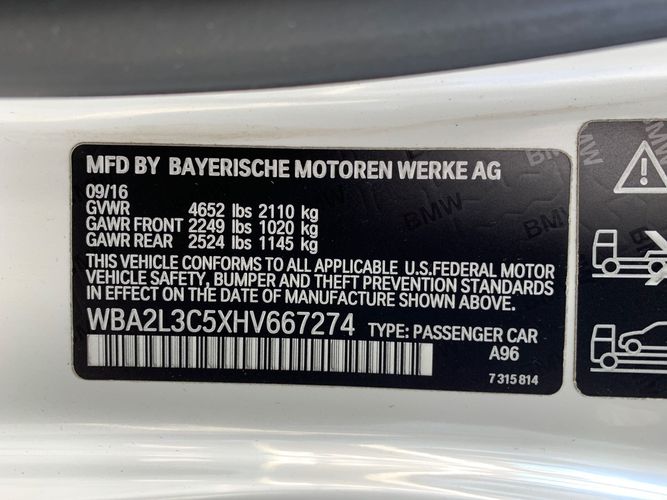 MFD BY BAYERISCHE MOTOREN WERKE AG
09/16
GVWR 4652 lbs 2110 kg
GAWR FRONT 2249 lbs 1020 kg
GAWR REAR 2524 lbs 1145 kg
THIS VEHICLE CONFORMS TO ALL APPLICABLE U.S.FEDERAL MOTOR
VEHICLE SAFETY, BUMPER AND THEFT PREVENTION STANDARDS
IN EFFECT ON THE DATE OF MANUFACTURE SHOWN ABOVE.
WBA2L3C5XHV667274 TYPE: PASSENGER CAR
A96
7 315 814
BMW
BMW